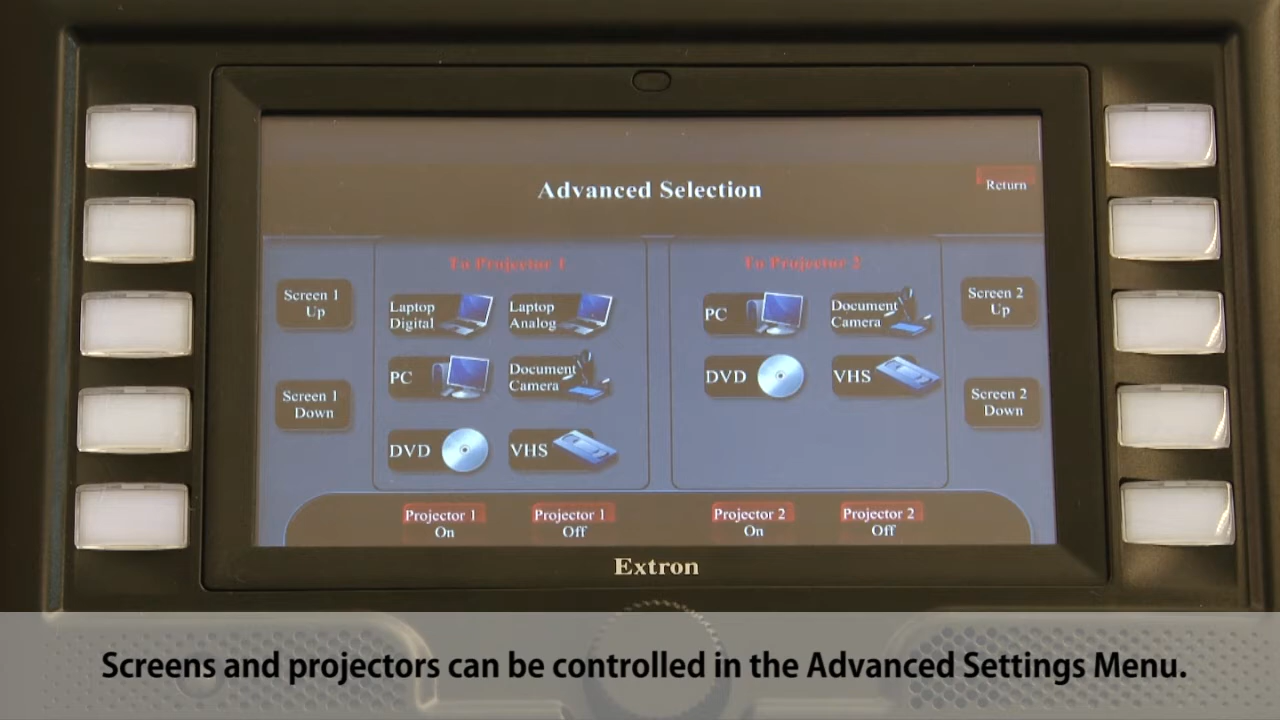 Advanced Selection
Return
To Projector 1
To Projector 2
Screen 1
Up
Laptop
Digital
Laptop
Analog
PC
Document
Camera
Screen 2
Up
PC
Document
Camera
DVD
VHS
Screen 1
Down
Screen 2
Down
DVD
VHS
Projector 1
On
Projector 1
Off
Projector 2
On
Projector 2
Off
Extron
Screens and projectors can be controlled in the Advanced Settings Menu.